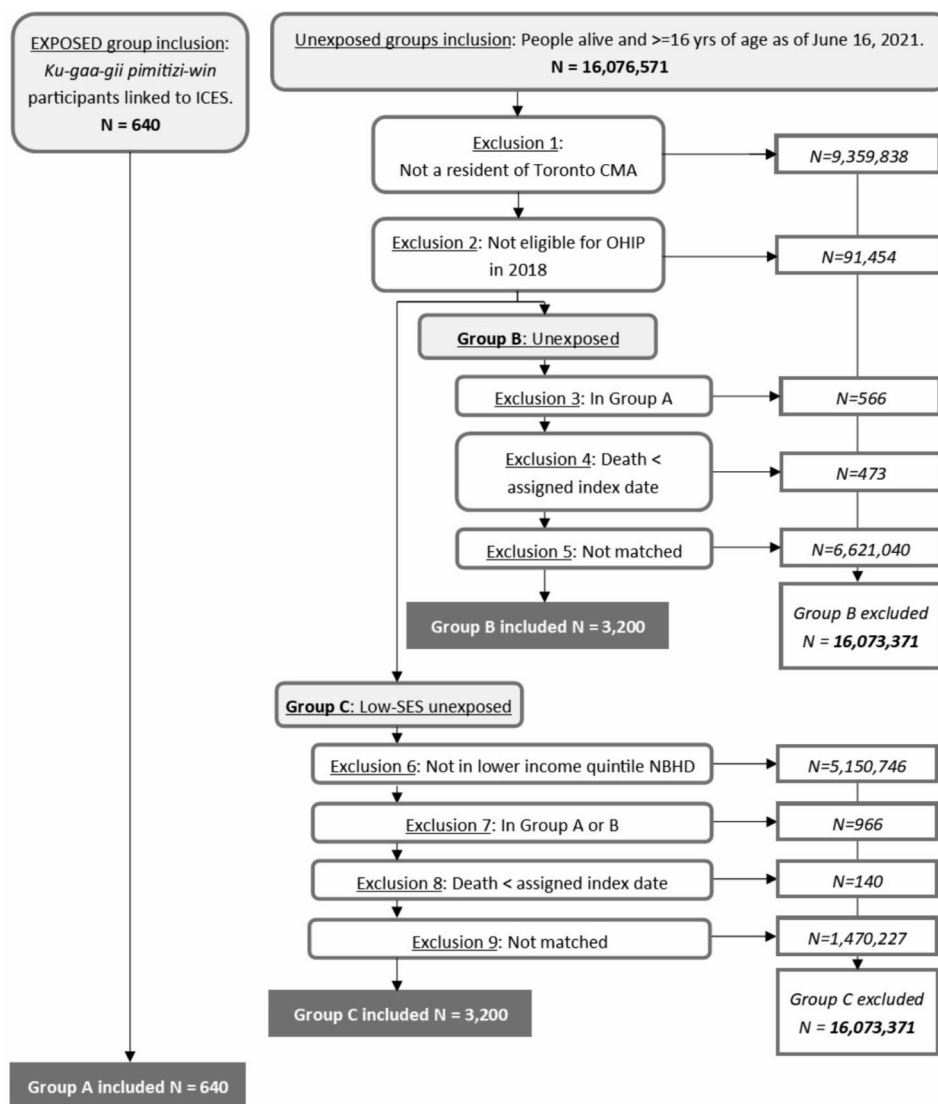 EXPOSED group inclusion:
Ku-gaa-gii pimitizi-win
participants linked to ICES.
N = 640
Unexposed groups inclusion: People alive and >=16 yrs of age as of June 16, 2021.
N = 16,076,571
Exclusion 1:
Not a resident of Toronto CMA
N=9,359,838
Exclusion 2: Not eligible for OHIP
in 2018
N=91,454
Group B: Unexposed
Exclusion 3: In Group A
N=566
Exclusion 4: Death <
assigned index date
N=473
Exclusion 5: Not matched
N=6,621,040
Group B included N = 3,200
Group B excluded
N = 16,073,371
Group C: Low-SES unexposed
Exclusion 6: Not in lower income quintile NBHD
N=5,150,746
Exclusion 7: In Group A or B
N=966
Exclusion 8: Death < assigned index date
N=140
Exclusion 9: Not matched
N=1,470,227
Group C included N = 3,200
Group C excluded
N = 16,073,371
Group A included N = 640